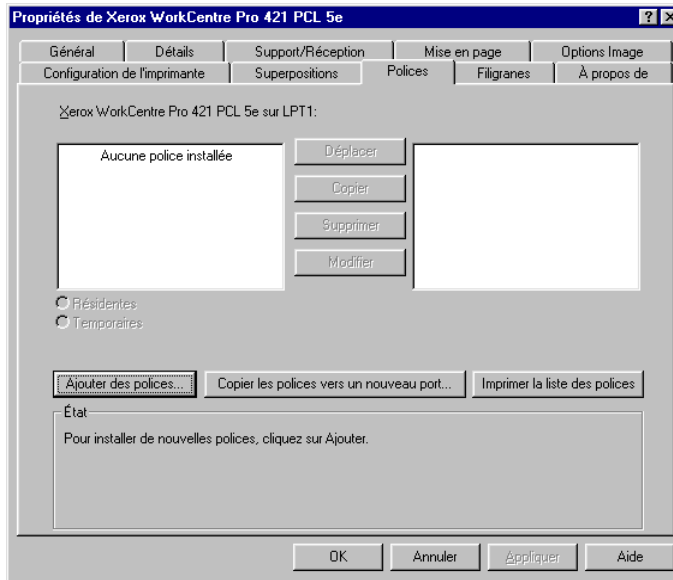 Propriétés de Xerox WorkCentre Pro 421 PCL 5e
Général Détails Support/Réception Mise en page Options Image
Configuration de l'imprimante Superpositions Polices Filigranes À propos de
Xerox WorkCentre Pro 421 PCL 5e sur LPT1:
Aucune police installée
Déplacer
Copier
Supprimer
Modifier
Résidentes
Temporaires
Ajouter des polices... Copier les polices vers un nouveau port... Imprimer la liste des polices
État
Pour installer de nouvelles polices, cliquez sur Ajouter.
OK Annuler Appliquer Aide